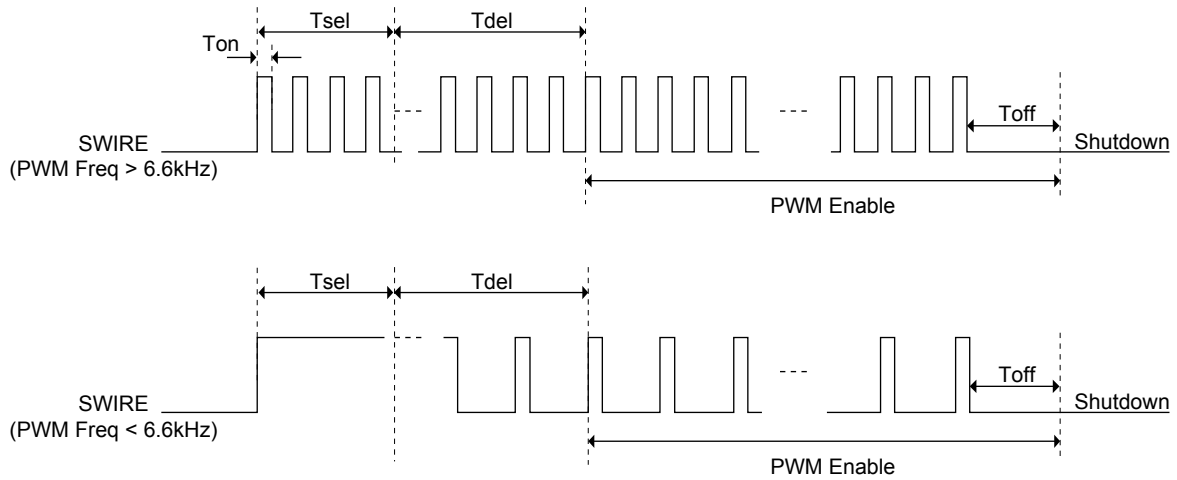 Tsel
Tdel
Ton
Toff
SWIRE
(PWM Freq > 6.6kHz)
Shutdown
PWM Enable
Tsel
Tdel
Toff
SWIRE
(PWM Freq < 6.6kHz)
Shutdown
PWM Enable